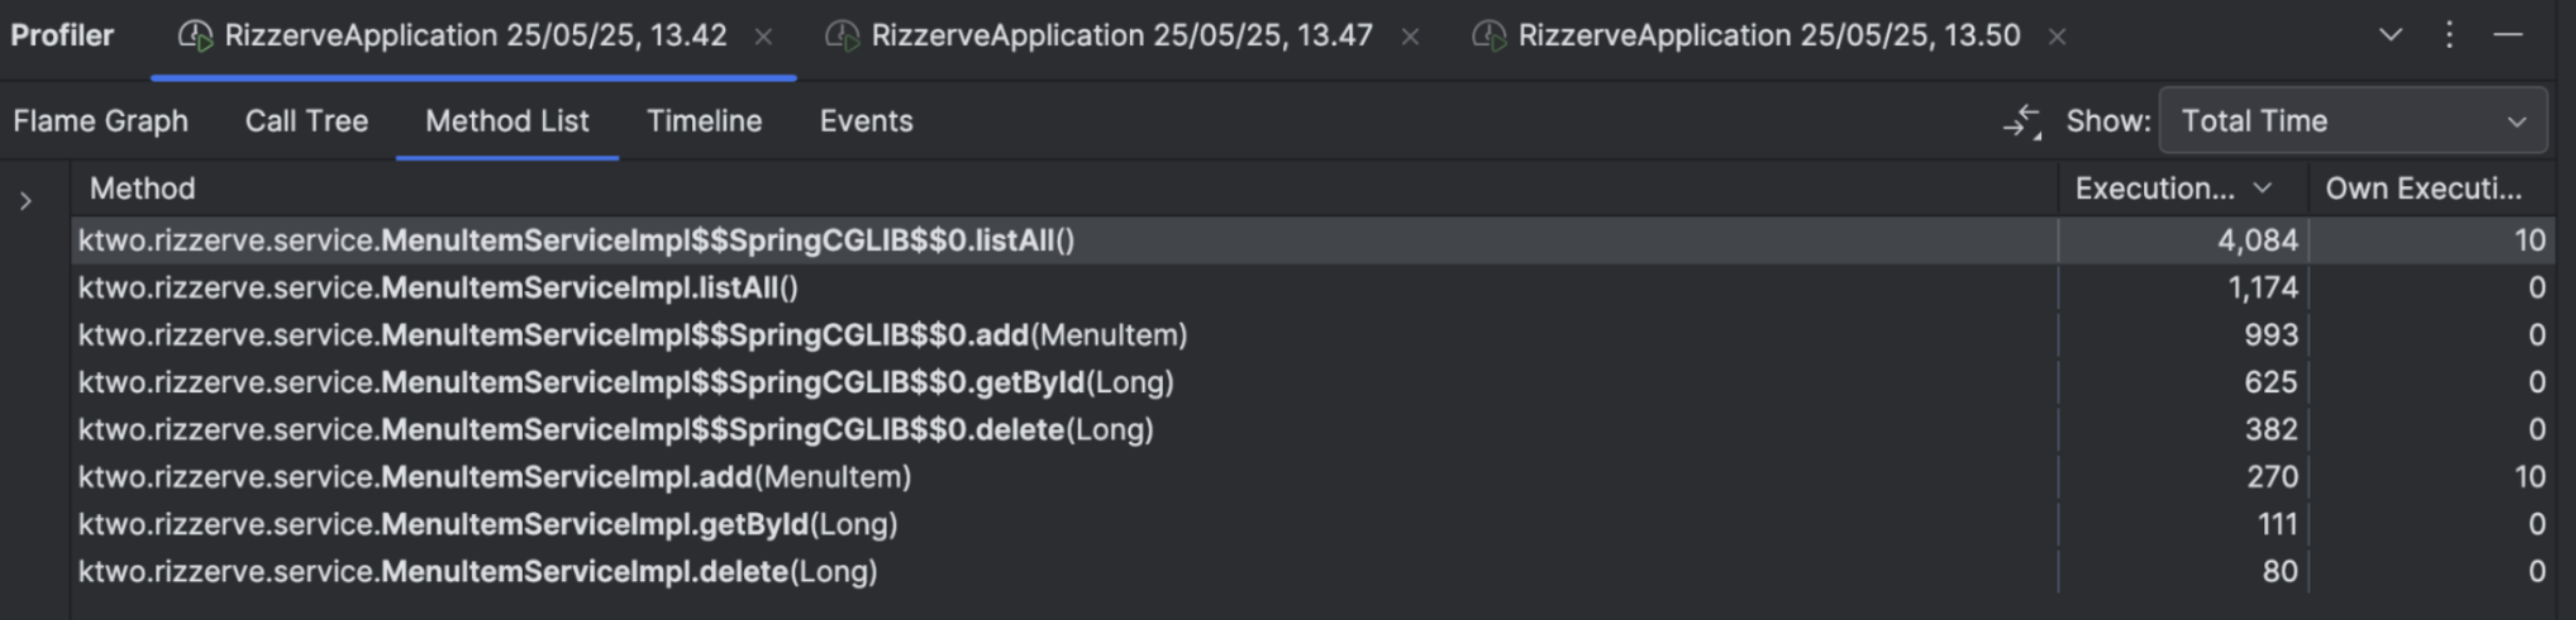 Profiler RizzerveApplication 25/05/25, 13.42 RizzerveApplication 25/05/25, 13.47 RizzerveApplication 25/05/25, 13.50
Flame Graph Call Tree Method List Timeline Events Show: Total Time
Method Execution... Own Executi...
ktwo.rizzerve.service.MenuItemServiceImpl$$SpringCGLIB$$0.listAll() 4,084 10
ktwo.rizzerve.service.MenuItemServiceImpl.listAll() 1,174 0
ktwo.rizzerve.service.MenuItemServiceImpl$$SpringCGLIB$$0.add(MenuItem) 993 0
ktwo.rizzerve.service.MenuItemServiceImpl$$SpringCGLIB$$0.getById(Long) 625 0
ktwo.rizzerve.service.MenuItemServiceImpl$$SpringCGLIB$$0.delete(Long) 382 0
ktwo.rizzerve.service.MenuItemServiceImpl.add(MenuItem) 270 10
ktwo.rizzerve.service.MenuItemServiceImpl.getById(Long) 111 0
ktwo.rizzerve.service.MenuItemServiceImpl.delete(Long) 80 0